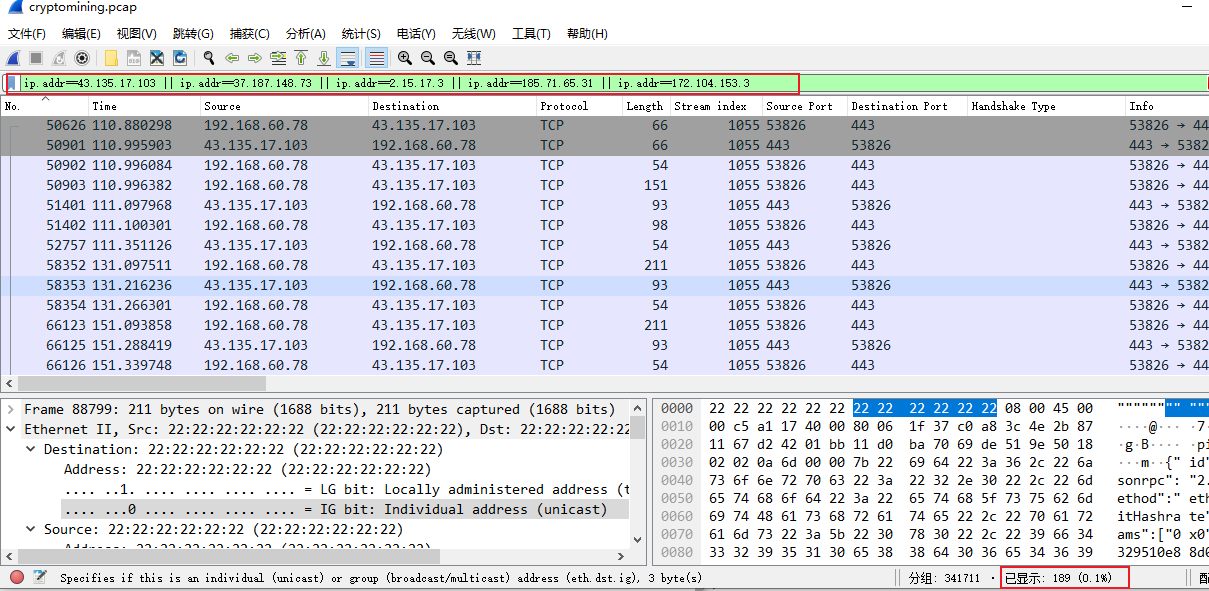 cryptomining.pcap
文件(F) 编辑(E) 视图(V) 跳转(G) 捕获(C) 分析(A) 统计(S) 电话(Y) 无线(W) 工具(T) 帮助(H)
ip.addr==43.135.17.103 || ip.addr==37.187.148.73 || ip.addr==2.15.17.3 || ip.addr==185.71.65.31 || ip.addr==172.104.153.3
No. Time Source Destination Protocol Length Stream index Source Port Destination Port Handshake Type Info
50626 110.880298 192.168.60.78 43.135.17.103 TCP 66 1055 53826 443 53826 → 44
50901 110.995903 43.135.17.103 192.168.60.78 TCP 66 1055 443 53826 443 → 5382
50902 110.996084 192.168.60.78 43.135.17.103 TCP 54 1055 53826 443 53826 → 44
50903 110.996382 192.168.60.78 43.135.17.103 TCP 151 1055 53826 443 53826 → 44
51401 111.097968 43.135.17.103 192.168.60.78 TCP 93 1055 443 53826 443 → 5382
51402 111.100301 192.168.60.78 43.135.17.103 TCP 98 1055 53826 443 53826 → 44
52757 111.351126 43.135.17.103 192.168.60.78 TCP 54 1055 443 53826 443 → 5382
58352 131.097511 192.168.60.78 43.135.17.103 TCP 211 1055 53826 443 53826 → 44
58353 131.216236 43.135.17.103 192.168.60.78 TCP 93 1055 443 53826 443 → 5382
58354 131.266301 192.168.60.78 43.135.17.103 TCP 54 1055 53826 443 53826 → 44
66123 151.093858 192.168.60.78 43.135.17.103 TCP 211 1055 53826 443 53826 → 44
66125 151.288419 43.135.17.103 192.168.60.78 TCP 93 1055 443 53826 443 → 5382
66126 151.339748 192.168.60.78 43.135.17.103 TCP 54 1055 53826 443 53826 → 44
Frame 88799: 211 bytes on wire (1688 bits), 211 bytes captured (1688 bits)
Ethernet II, Src: 22:22:22:22:22:22 (22:22:22:22:22:22), Dst: 22:22:22:22:22
Destination: 22:22:22:22:22:22 (22:22:22:22:22:22)
Address: 22:22:22:22:22:22 (22:22:22:22:22:22)
.... ..1. .... .... .... .... = LG bit: Locally administered address (t
.... ...0 .... .... .... .... = IG bit: Individual address (unicast)
Source: 22:22:22:22:22:22 (22:22:22:22:22:22)
0000 22 22 22 22 22 22 22 22 22 22 22 22 08 00 45 00 """""""" """
0010 00 c5 a1 17 40 00 80 06 1f 37 c0 a8 3c 4e 2b 87 ····@··· ·7
0020 11 67 d2 42 01 bb 11 d0 ba 70 69 de 51 9e 50 18 ·g·B···· ·pi
0030 02 02 0a 6d 00 00 7b 22 69 64 22 3a 36 2c 22 6a ···m··{" id"
0040 73 6f 6e 72 70 63 22 3a 22 32 2e 30 22 2c 22 6d sonrpc": "2.
0050 65 74 68 6f 64 22 3a 22 65 74 68 5f 73 75 62 6d ethod":" eth
0060 69 74 48 61 73 68 72 61 74 65 22 2c 22 70 61 72 itHashra te"
0070 61 6d 73 22 3a 5b 22 30 78 30 22 2c 22 39 66 34 ams":["0 x0"
0080 33 32 39 35 31 30 65 38 38 64 30 36 65 34 36 39 329510e8 8d0
Specifies if this is an individual (unicast) or group (broadcast/multicast) address (eth.dst.ig), 3 byte(s) 分组: 341711 · 已显示: 189 (0.1%) 配